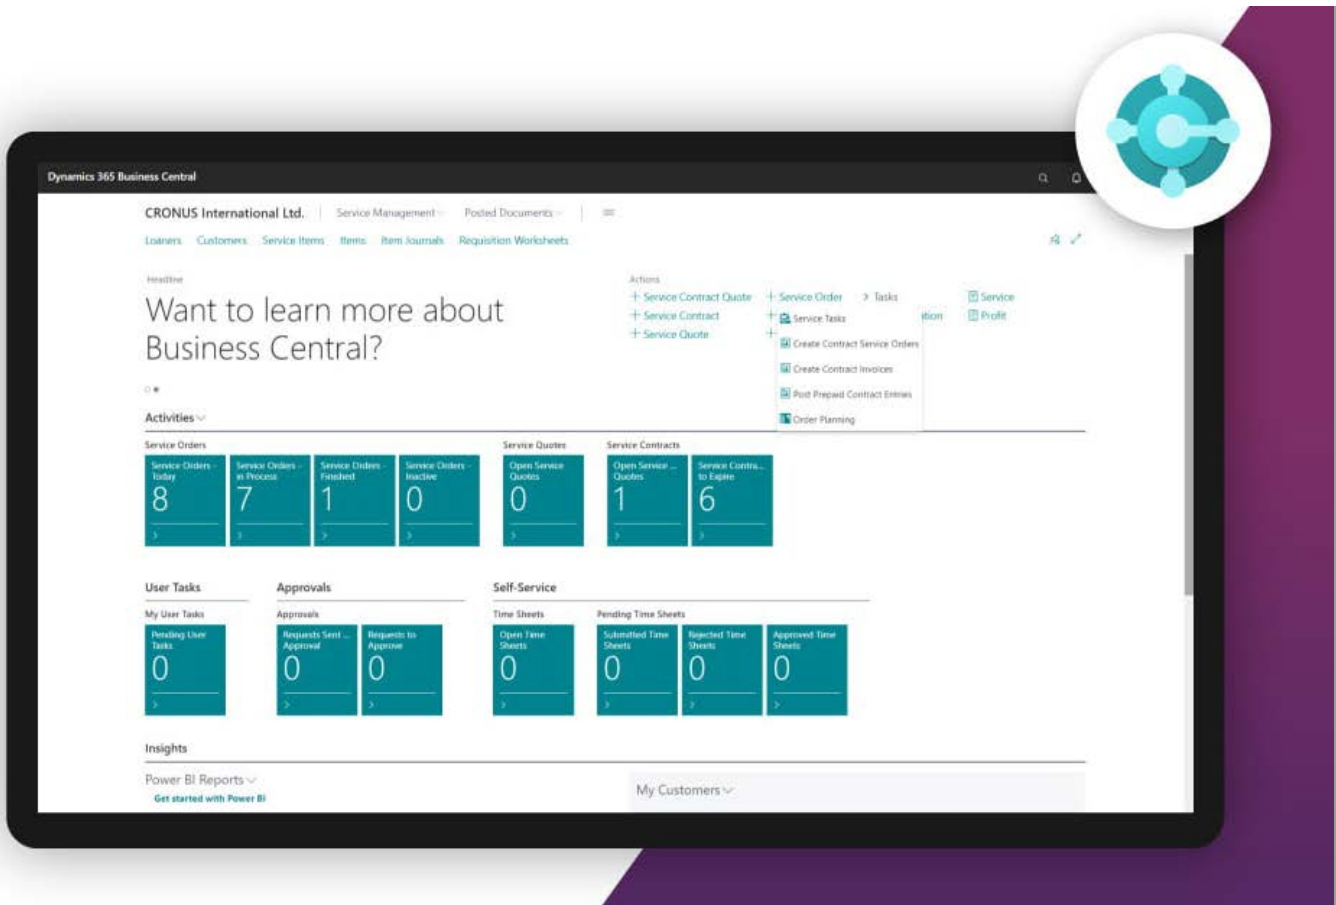 Dynamics 365 Business Central
CRONUS International Ltd. Service Management Posted Documents
Loaners Customers Service Items Items Item Journals Requisition Worksheets
Headline
Want to learn more about
Business Central?
Actions
+ Service Contract Quote + Service Order > Tasks Service
+ Service Contract + Profit
+ Service Quote +
Service Tasks
Create Contract Service Orders
Create Contract Invoices
Post Prepaid Contract Entries
Order Planning
Activities
Service Orders Service Quotes Service Contracts
Service Orders - Today
8
Service Orders - in Process
7
Service Orders - Finished
1
Service Orders - Inactive
0
Open Service Quotes
0
Open Service ... Quotes
1
Service Contra... to Expire
6
User Tasks Approvals Self-Service
My User Tasks Approvals Time Sheets Pending Time Sheets
Pending User Tasks
0
Requests Sent ... Approval
0
Requests to Approve
0
Open Time Sheets
0
Submitted Time Sheets
0
Rejected Time Sheets
0
Approved Time Sheets
0
Insights
Power BI Reports
Get started with Power BI
My Customers